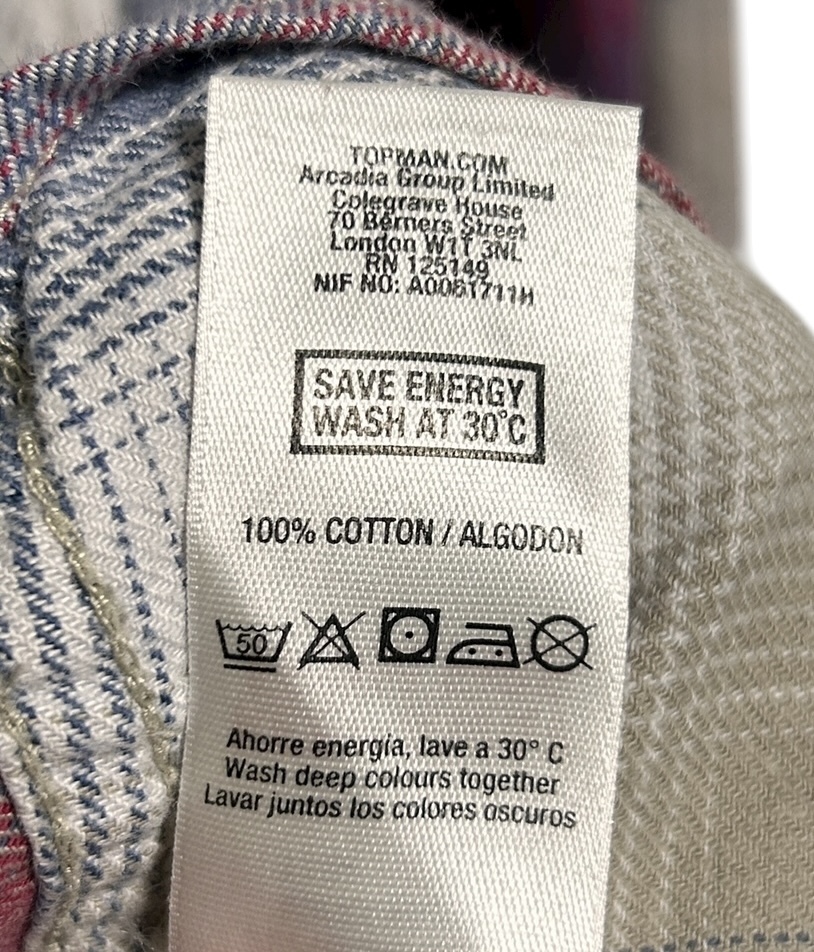 TOPMAN.COM
Arcadia Group Limited
Colegrave House
70 Berners Street
London W1T 3NL
RN 125149
NIF NO: A0061711H
SAVE ENERGY
WASH AT 30°C
100% COTTON / ALGODON
50
Ahorre energía, lave a 30° C
Wash deep colours together
Lavar juntos los colores oscuros